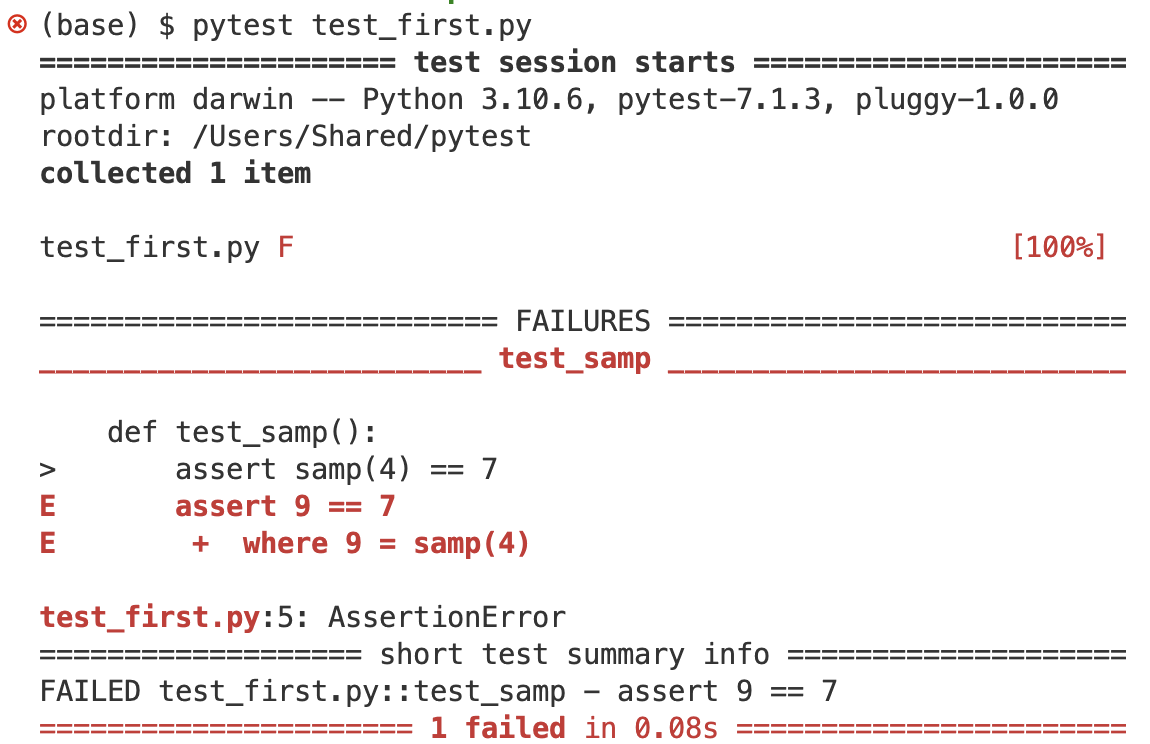 (base) $ pytest test_first.py
===================== test session starts ======================
platform darwin -- Python 3.10.6, pytest-7.1.3, pluggy-1.0.0
rootdir: /Users/Shared/pytest
collected 1 item
test_first.py F [100%]
=========================== FAILURES ===========================
__________________________ test_samp ___________________________
def test_samp():
> assert samp(4) == 7
E assert 9 == 7
E + where 9 = samp(4)
test_first.py:5: AssertionError
=================== short test summary info ====================
FAILED test_first.py::test_samp - assert 9 == 7
====================== 1 failed in 0.08s =======================